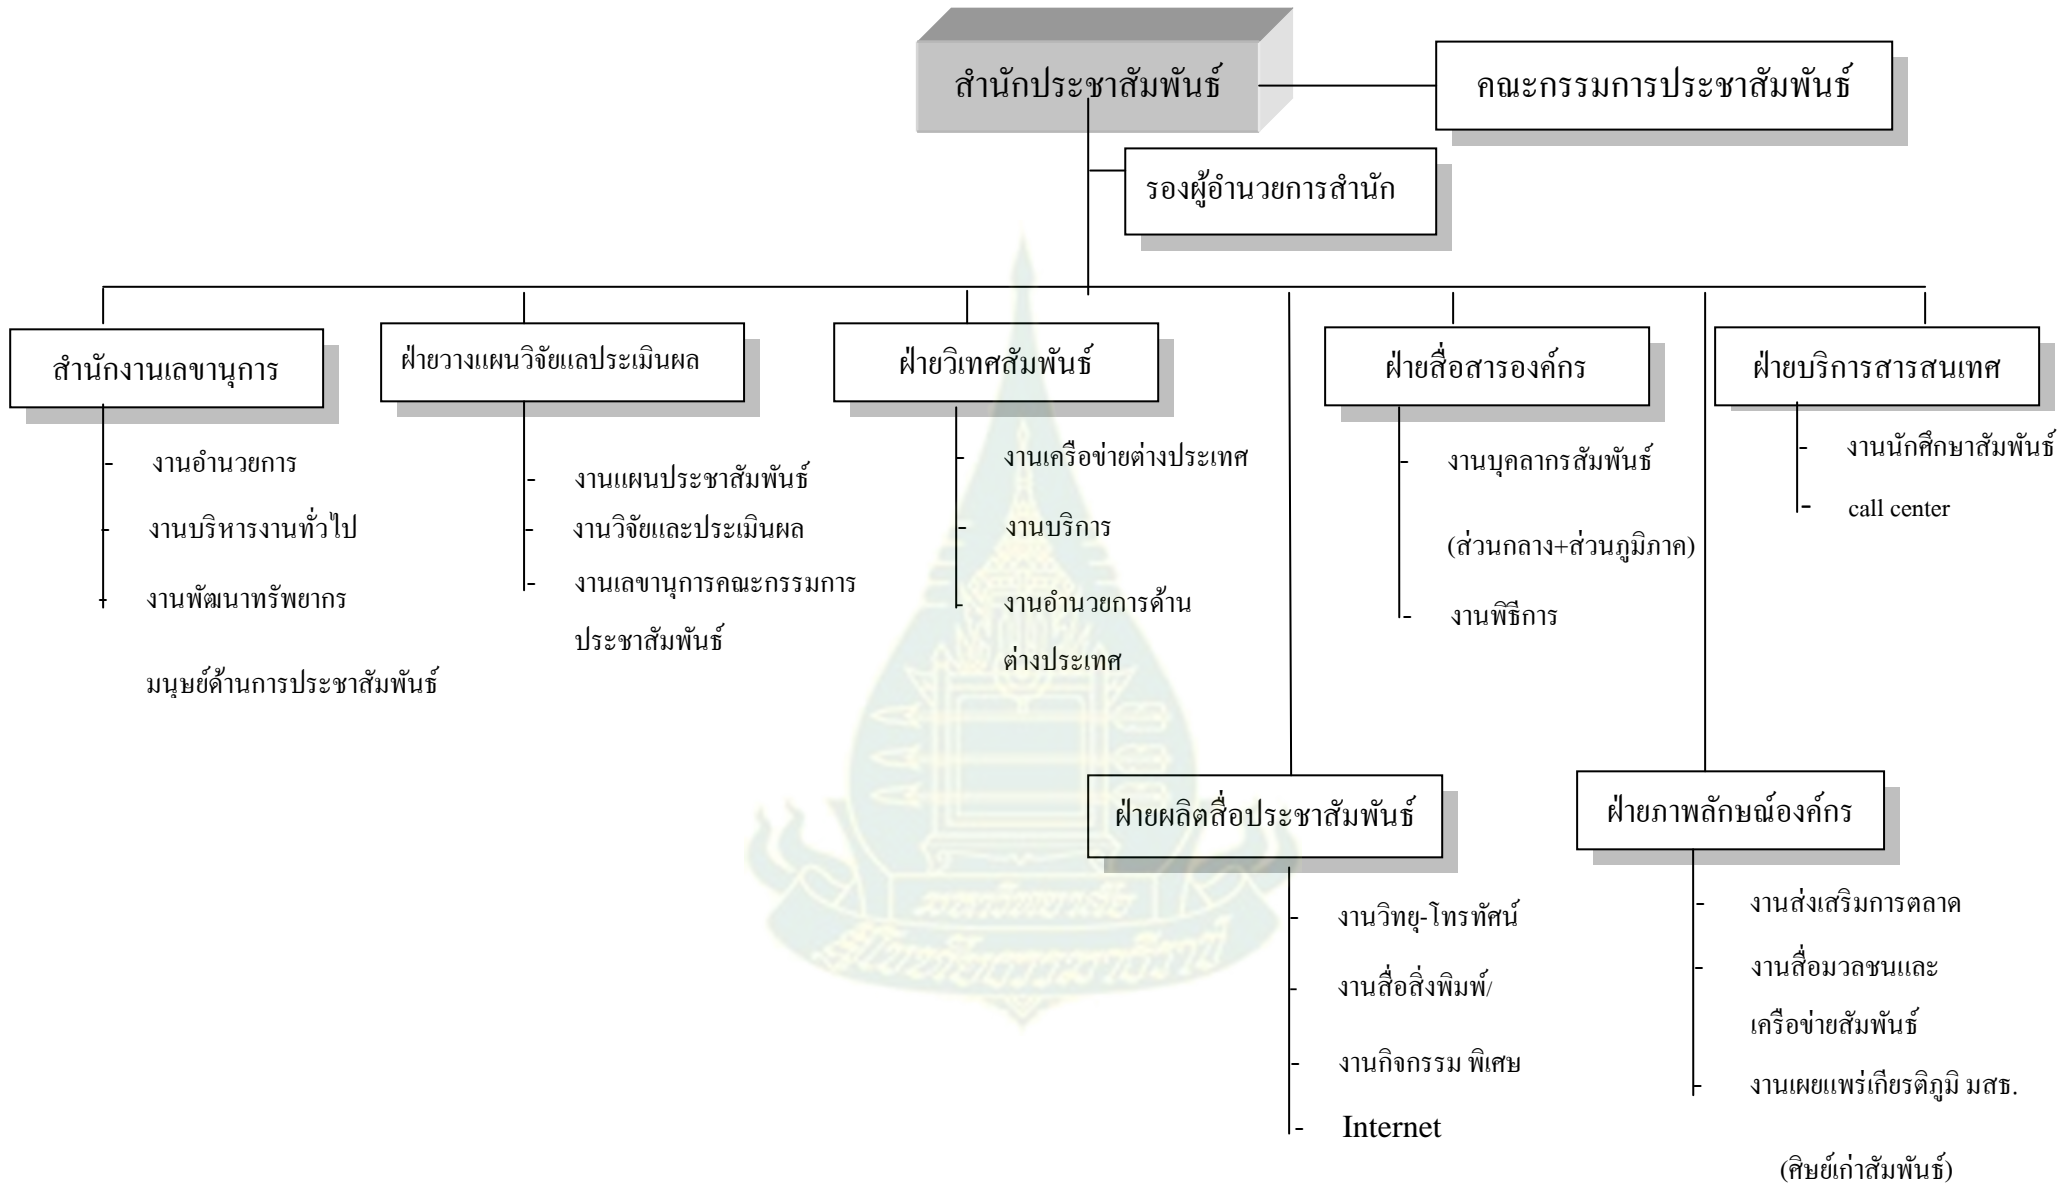 สำนักประชาสัมพันธ์
คณะกรรมการประชาสัมพันธ์
รองผู้อำนวยการสำนัก
สำนักงานเลขานุการ
- งานอำนวยการ
- งานบริหารงานทั่วไป
- งานพัฒนาทรัพยากร
มนุษย์ด้านการประชาสัมพันธ์
ฝ่ายวางแผนวิจัยแลประเมินผล
- งานแผนประชาสัมพันธ์
- งานวิจัยและประเมินผล
- งานเลขานุการคณะกรรมการ
ประชาสัมพันธ์
ฝ่ายวิเทศสัมพันธ์
- งานเครือข่ายต่างประเทศ
- งานบริการ
- งานอำนวยการด้าน
ต่างประเทศ
ฝ่ายสื่อสารองค์กร
- งานบุคลากรสัมพันธ์
(ส่วนกลาง+ส่วนภูมิภาค)
- งานพิธีการ
ฝ่ายบริการสารสนเทศ
- งานนักศึกษาสัมพันธ์
- call center
ฝ่ายผลิตสื่อประชาสัมพันธ์
- งานวิทยุ-โทรทัศน์
- งานสื่อสิ่งพิมพ์/
- งานกิจกรรม พิเศษ
- Internet
ฝ่ายภาพลักษณ์องค์กร
- งานส่งเสริมการตลาด
- งานสื่อมวลชนและ
เครือข่ายสัมพันธ์
- งานเผยแพร่เกียรติภูมิ มสธ.
(ศิษย์เก่าสัมพันธ์)
มหาวิทยาลัย
สุโขทัยธรรมาธิราช